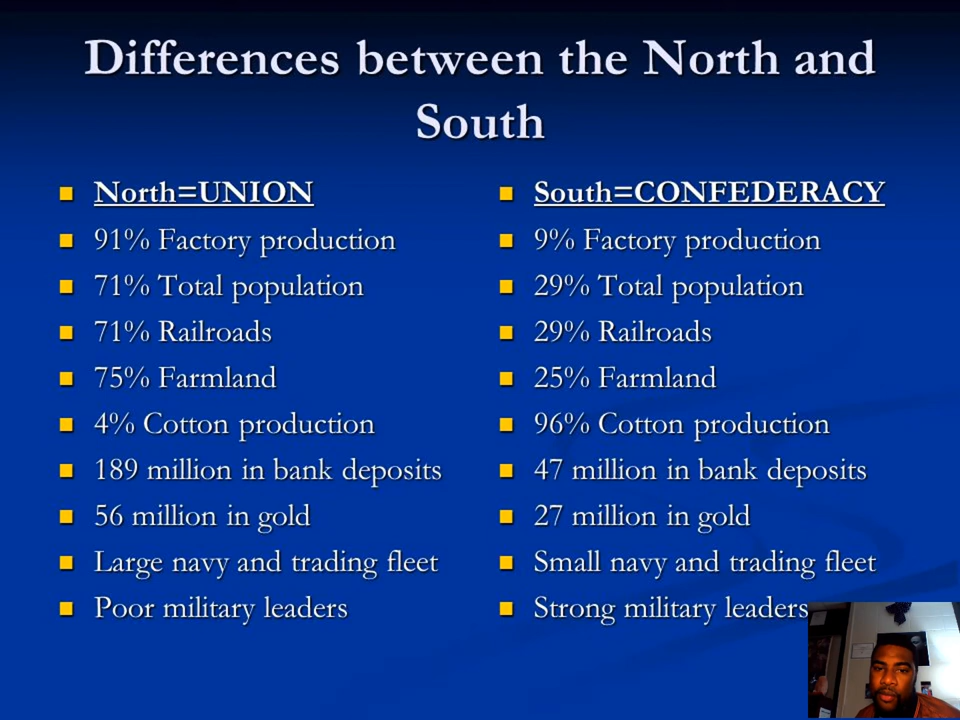 Differences between the North and
South
North=UNION
91% Factory production
71% Total population
71% Railroads
75% Farmland
4% Cotton production
189 million in bank deposits
56 million in gold
Large navy and trading fleet
Poor military leaders
South=CONFEDERACY
9% Factory production
29% Total population
29% Railroads
25% Farmland
96% Cotton production
47 million in bank deposits
27 million in gold
Small navy and trading fleet
Strong military leaders